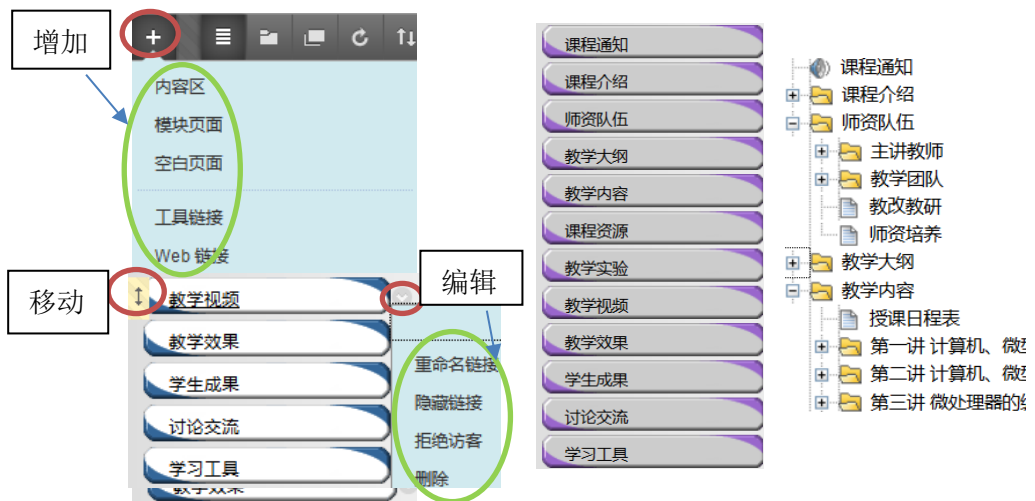 增加
内容区
模块页面
空白页面
工具链接
Web 链接
移动
教学视频
教学效果
学生成果
讨论交流
学习工具
教学效果
编辑
重命名链接
隐藏链接
拒绝访客
删除
课程通知
课程介绍
师资队伍
教学大纲
教学内容
课程资源
教学实验
教学视频
教学效果
学生成果
讨论交流
学习工具
课程通知
课程介绍
师资队伍
主讲教师
教学团队
教改教研
师资培养
教学大纲
教学内容
授课日程表
第一讲 计算机、微型
第二讲 计算机、微型
第三讲 微处理器的